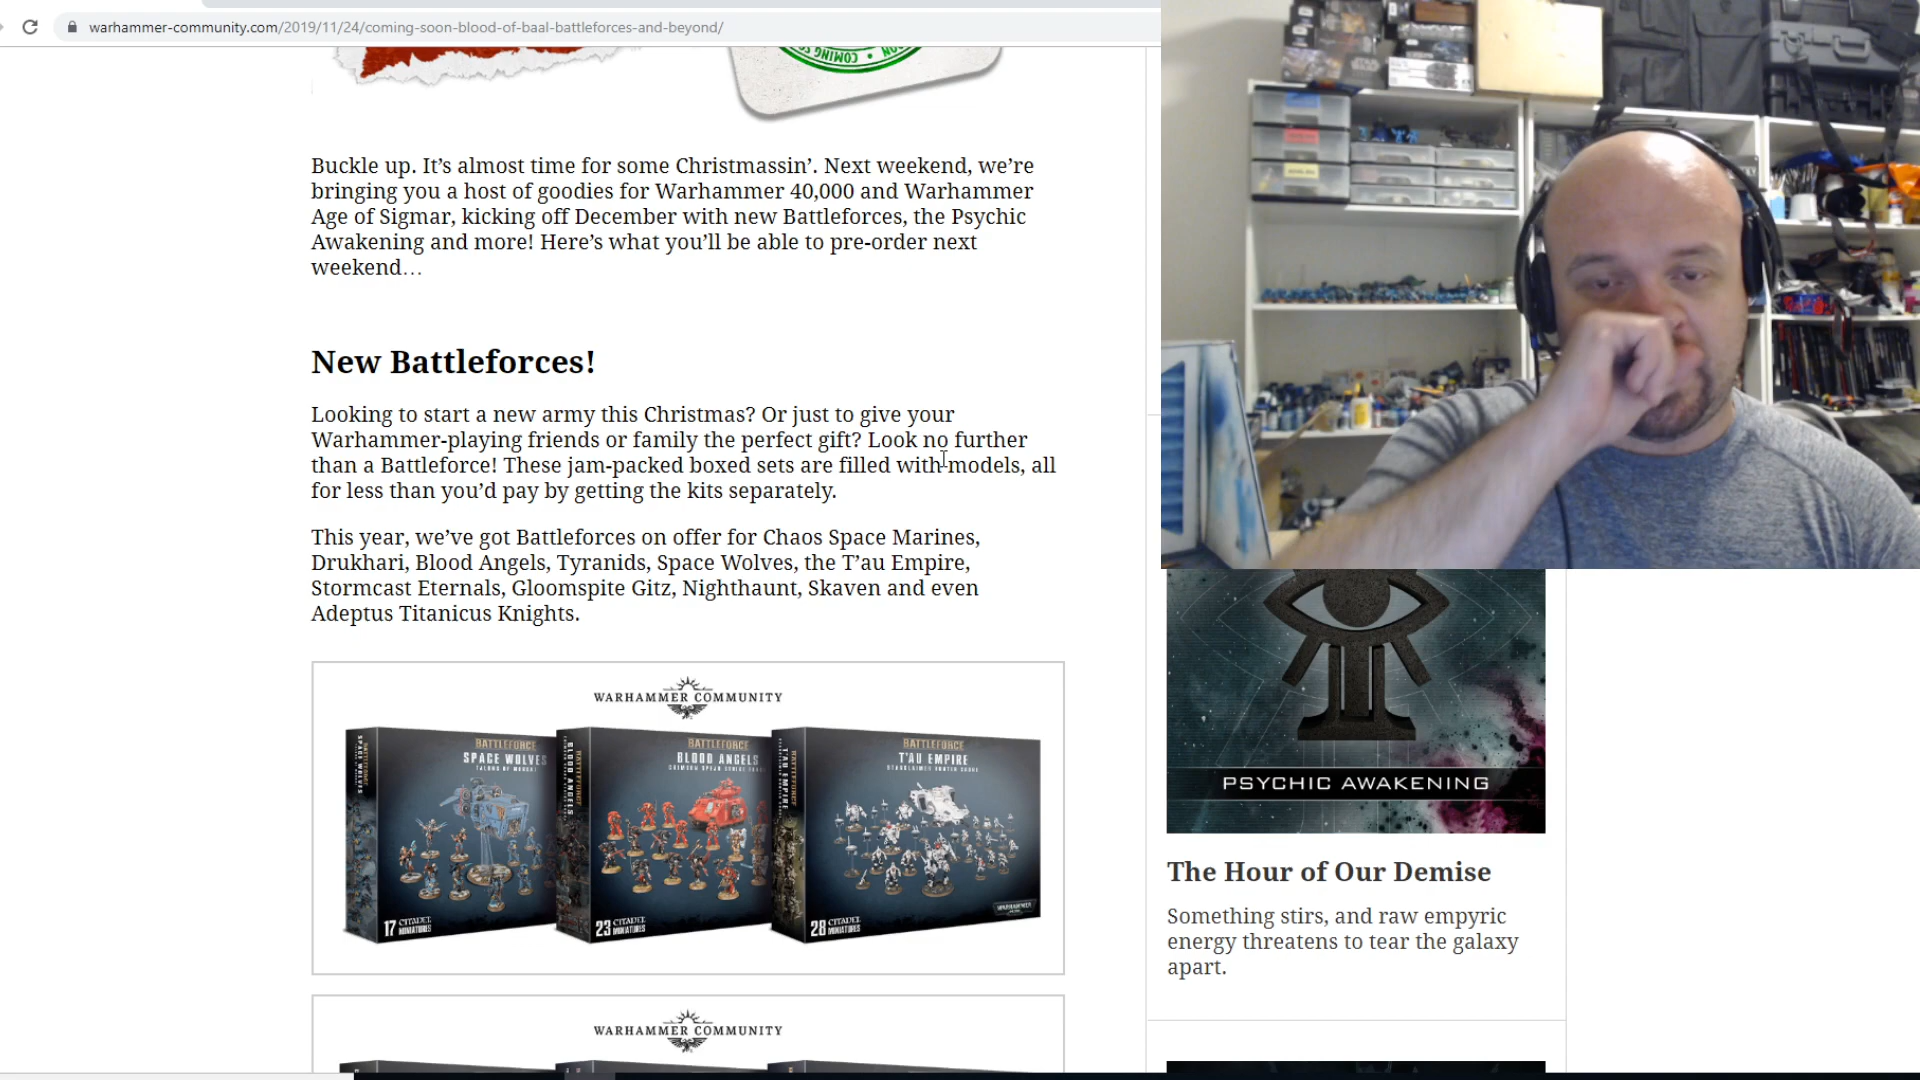 warhammer-community.com/2019/11/24/coming-soon-blood-of-baal-battleforces-and-beyond/
COMING
Buckle up. It’s almost time for some Christmassin’. Next weekend, we’re
bringing you a host of goodies for Warhammer 40,000 and Warhammer
Age of Sigmar, kicking off December with new Battleforces, the Psychic
Awakening and more! Here’s what you’ll be able to pre-order next
weekend…
New Battleforces!
Looking to start a new army this Christmas? Or just to give your
Warhammer-playing friends or family the perfect gift? Look no further
than a Battleforce! These jam-packed boxed sets are filled with models, all
for less than you’d pay by getting the kits separately.
This year, we’ve got Battleforces on offer for Chaos Space Marines,
Drukhari, Blood Angels, Tyranids, Space Wolves, the T’au Empire,
Stormcast Eternals, Gloomspite Gitz, Nighthaunt, Skaven and even
Adeptus Titanicus Knights.
WARHAMMER COMMUNITY
BATTLEFORCE
SPACE WOLVES
17 CITADEL
MINIATURES
BATTLEFORCE
BLOOD ANGELS
23 CITADEL
MINIATURES
BATTLEFORCE
T'AU EMPIRE
28 CITADEL
MINIATURES
WARHAMMER COMMUNITY
PSYCHIC AWAKENING
The Hour of Our Demise
Something stirs, and raw empyric
energy threatens to tear the galaxy
apart.